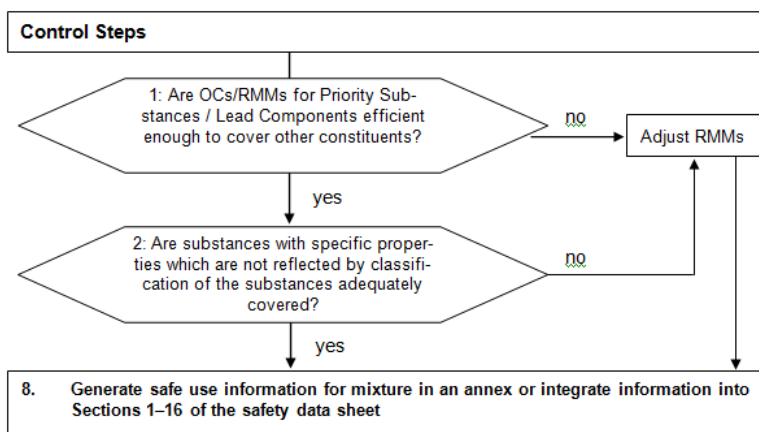 Control Steps
1: Are OCs/RMMs for Priority Sub-
stances / Lead Components efficient
enough to cover other constituents?
no
Adjust RMMs
yes
2: Are substances with specific proper-
ties which are not reflected by classifi-
cation of the substances adequately
covered?
no
yes
8. Generate safe use information for mixture in an annex or integrate information into
Sections 1–16 of the safety data sheet